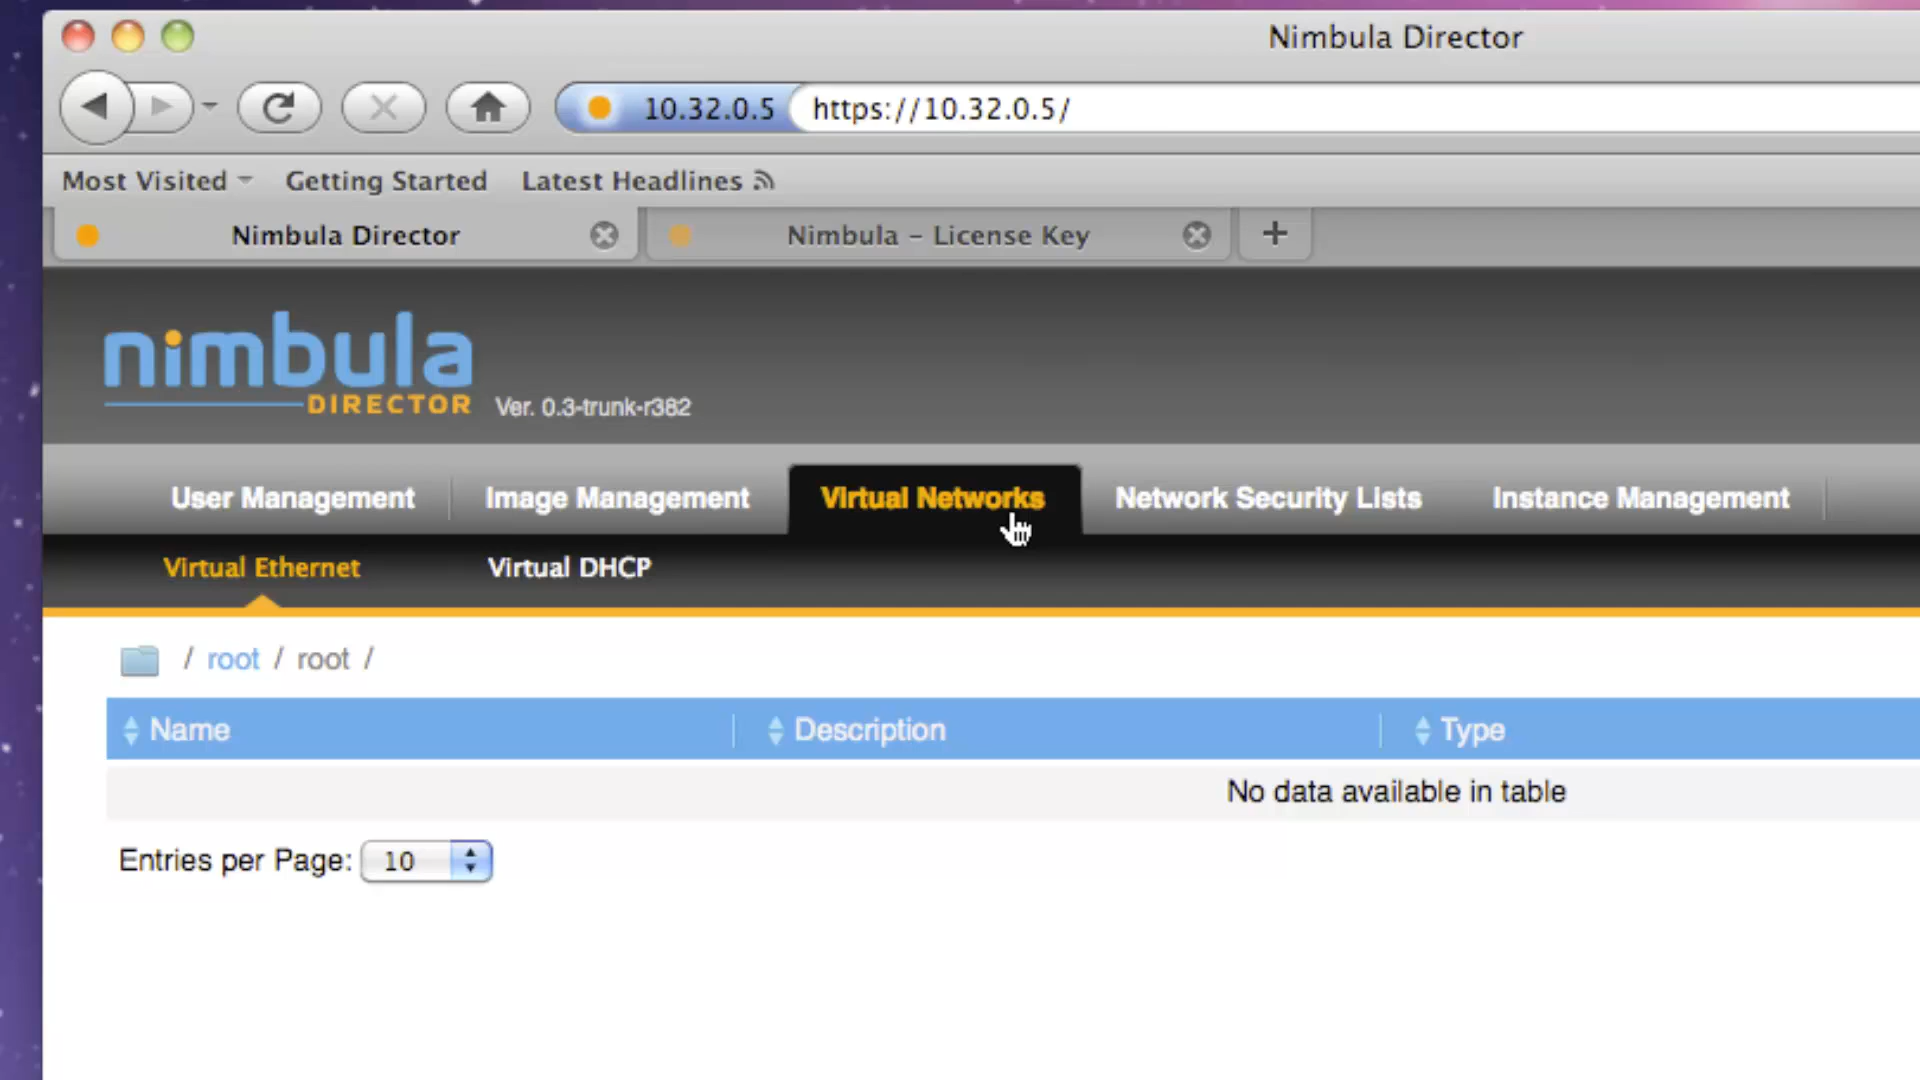 Nimbula Director
10.32.0.5 https://10.32.0.5/
Most Visited Getting Started Latest Headlines
Nimbula Director Nimbula – License Key +
nimbula
DIRECTOR Ver. 0.3-trunk-r382
User Management Image Management Virtual Networks Network Security Lists Instance Management
Virtual Ethernet Virtual DHCP
/ root / root /
Name Description Type
No data available in table
Entries per Page: 10